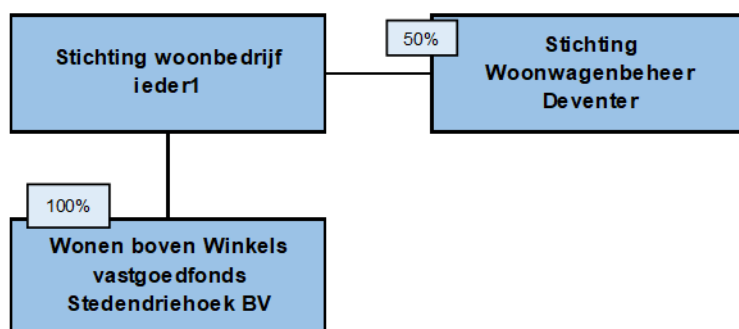 Stichting woonbedrijf
ieder1
50%
Stichting
Woonwagenbeheer
Deventer
100%
Wonen boven Winkels
vastgoedfonds
Stedendriehoek BV